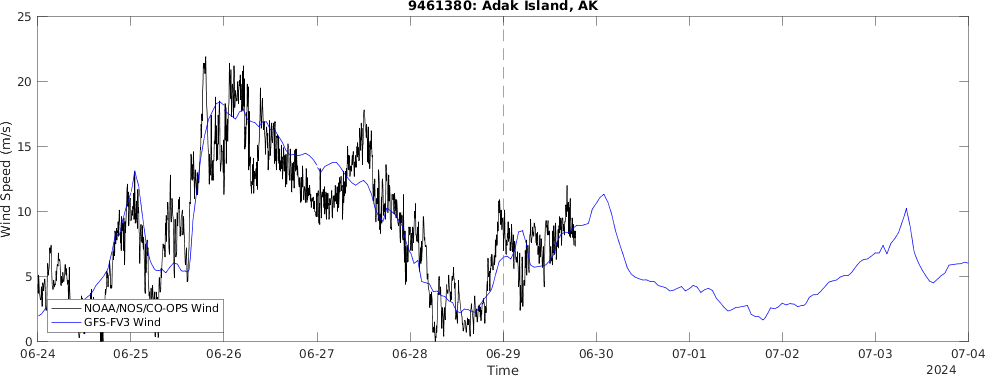 9461380: Adak Island, AK
Wind Speed (m/s)
25
20
15
10
5
0
NOAA/NOS/CO-OPS Wind
GFS-FV3 Wind
06-24 06-25 06-26 06-27 06-28 06-29 06-30 07-01 07-02 07-03 07-04
Time
2024